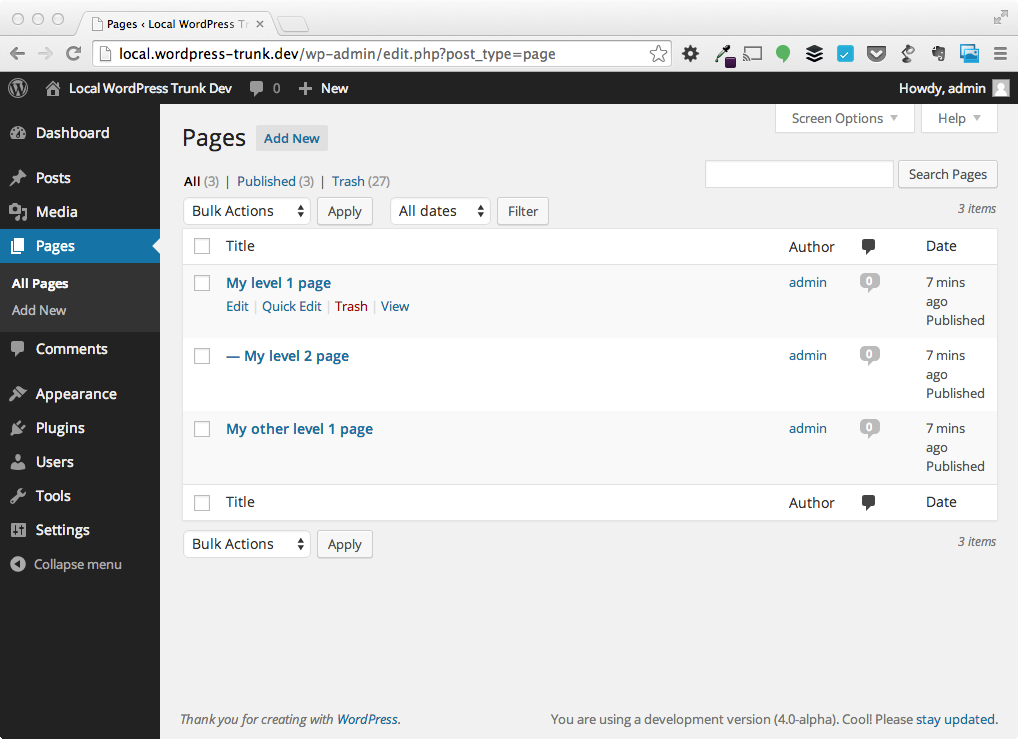 Pages ‹ Local WordPress Tr
local.wordpress-trunk.dev/wp-admin/edit.php?post_type=page
Local WordPress Trunk Dev 0 New Howdy, admin
Screen Options Help
Dashboard
Posts
Media
Pages
All Pages
Add New
Comments
Appearance
Plugins
Users
Tools
Settings
Collapse menu
Pages Add New
All (3) | Published (3) | Trash (27)
Search Pages
Bulk Actions Apply All dates Filter 3 items
Title Author Date
My level 1 page admin 0 7 mins
ago
Published
Edit | Quick Edit | Trash | View
— My level 2 page admin 0 7 mins
ago
Published
My other level 1 page admin 0 7 mins
ago
Published
Title Author Date
Bulk Actions Apply 3 items
Thank you for creating with WordPress. You are using a development version (4.0-alpha). Cool! Please stay updated.